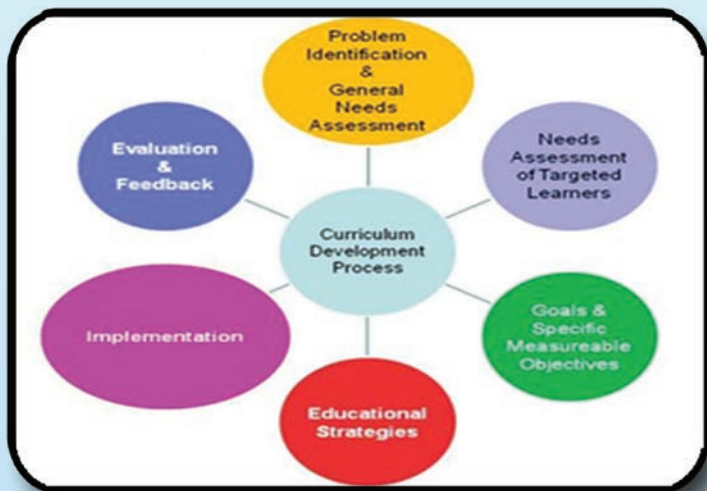 Problem
Identification
&
General
Needs
Assessment
Needs
Assessment
of Targeted
Learners
Goals &
Specific
Measureable
Objectives
Educational
Strategies
Implementation
Evaluation
&
Feedback
Curriculum
Development
Process